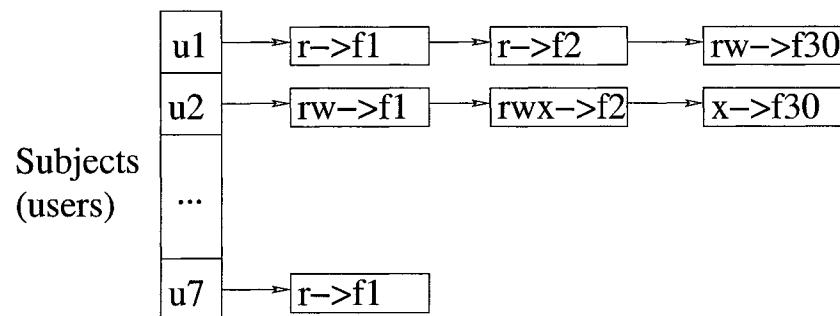 u1 r->f1 r->f2 rw->f30
u2 rw->f1 rwx->f2 x->f30
Subjects
(users)
...
u7 r->f1